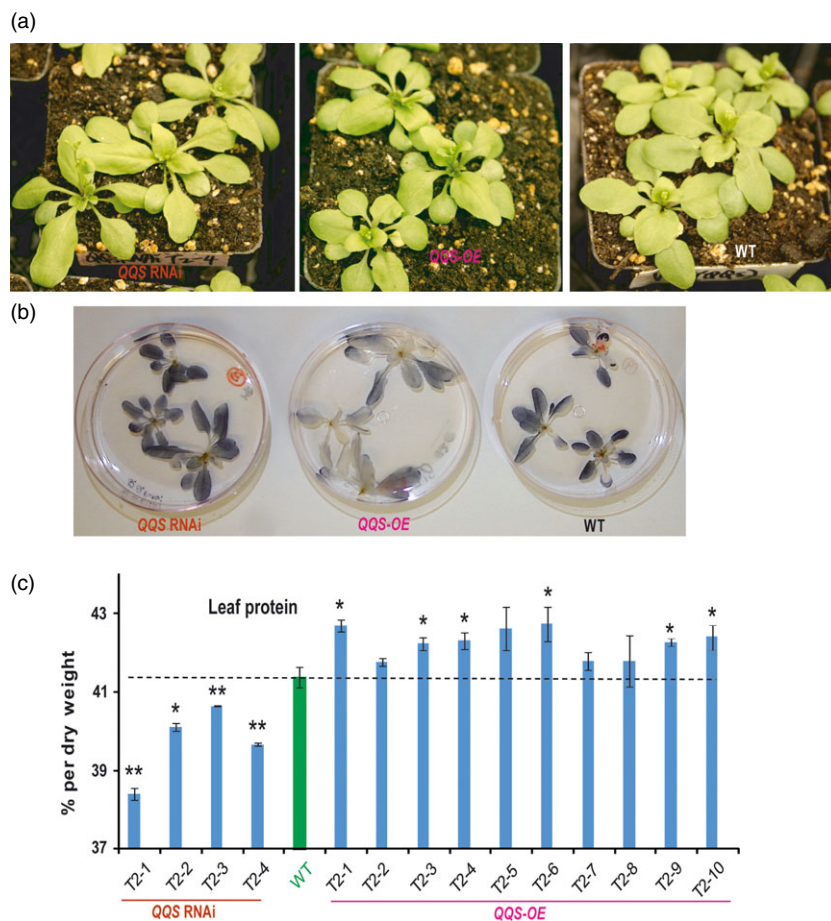 (a)
QQS RNAi
QQS-OE
WT
(b)
QQS RNAi
QQS-OE
WT
(c)
Leaf protein
% per dry weight
43
41
39
37
** * ** ** * * * * * *
T2-1 T2-2 T2-3 T2-4 WT T2-1 T2-2 T2-3 T2-4 T2-5 T2-6 T2-7 T2-8 T2-9 T2-10
QQS RNAi QQS-OE